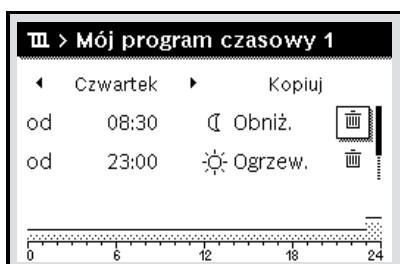 > Mój program czasowy 1
Czwartek Kopiuj
od 08:30 Obniż.
od 23:00 Ogrzew.
0 6 12 18 24